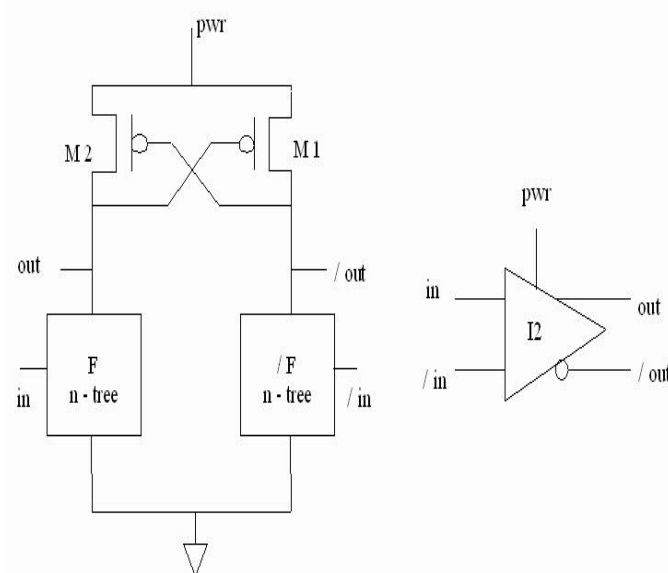 pwr
M 2
M 1
out
/ out
F
n - tree
in
/ F
n - tree
/ in
pwr
in
/ in
I2
out
/ out